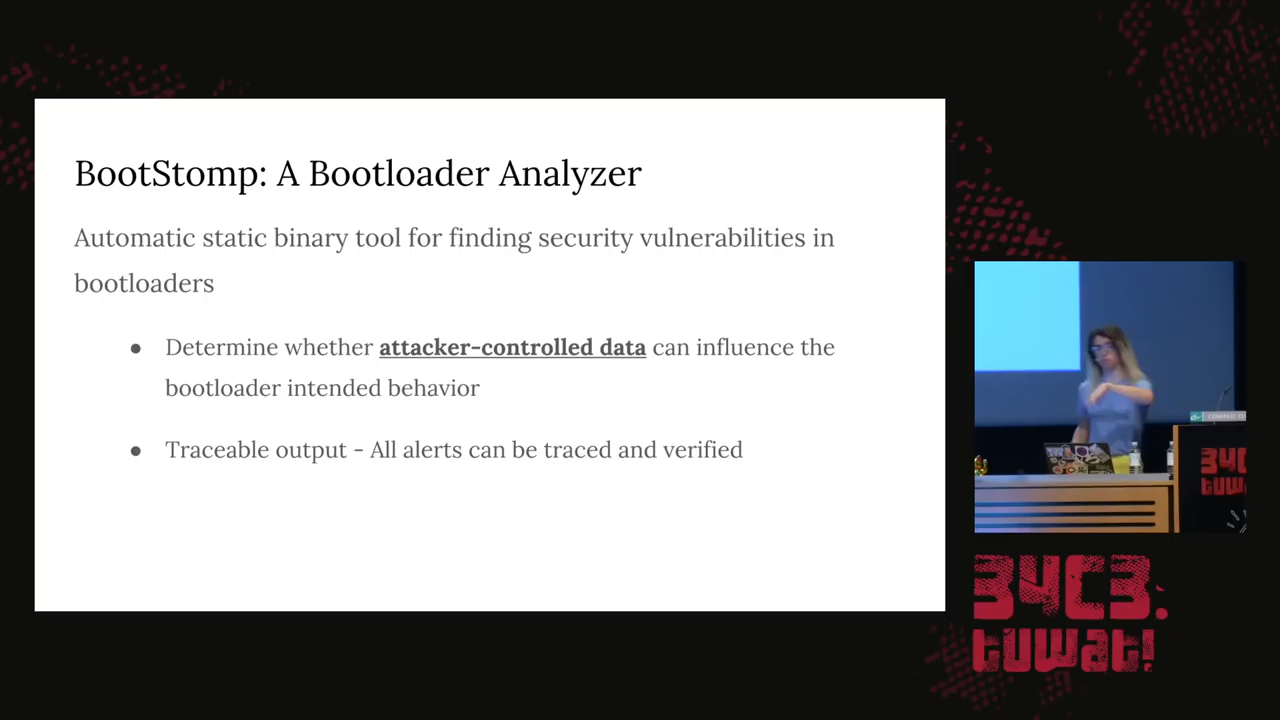 BootStomp: A Bootloader Analyzer
Automatic static binary tool for finding security vulnerabilities in
bootloaders
● Determine whether attacker-controlled data can influence the
bootloader intended behavior
● Traceable output - All alerts can be traced and verified
34C3.
tuwat!